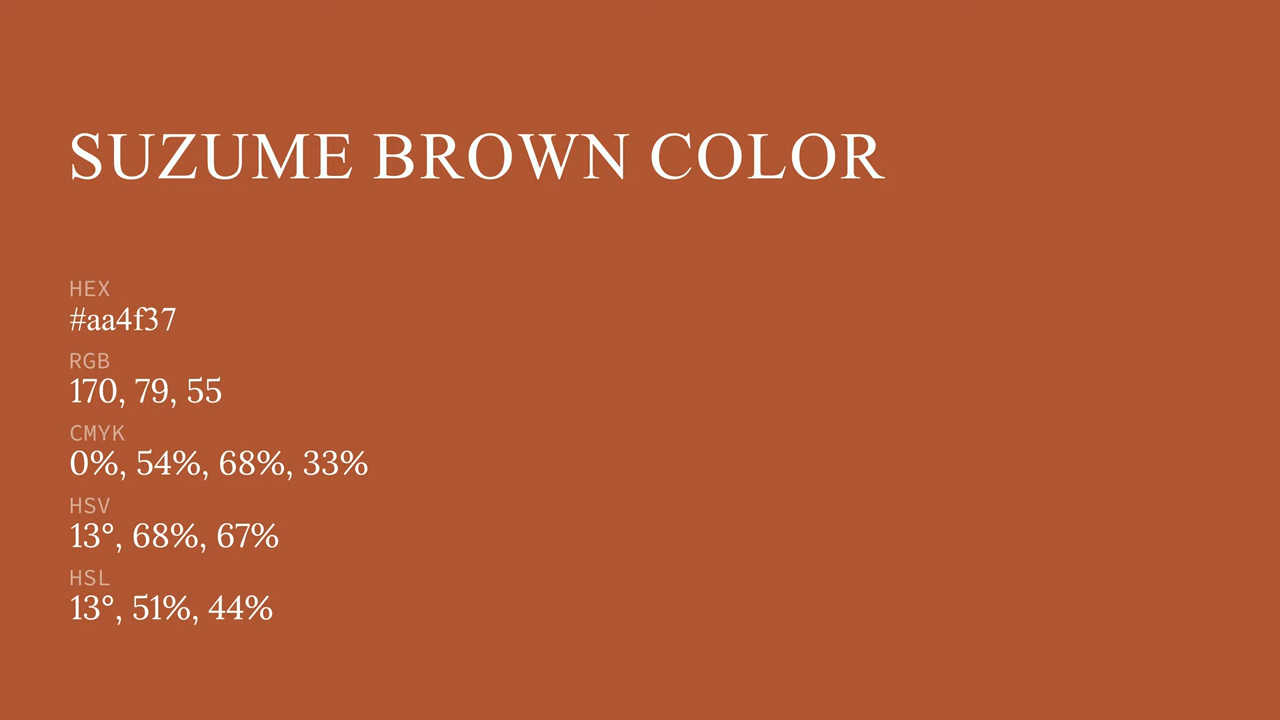 SUZUME BROWN COLOR
HEX
#aa4f37
RGB
170, 79, 55
CMYK
0%, 54%, 68%, 33%
HSV
13°, 68%, 67%
HSL
13°, 51%, 44%